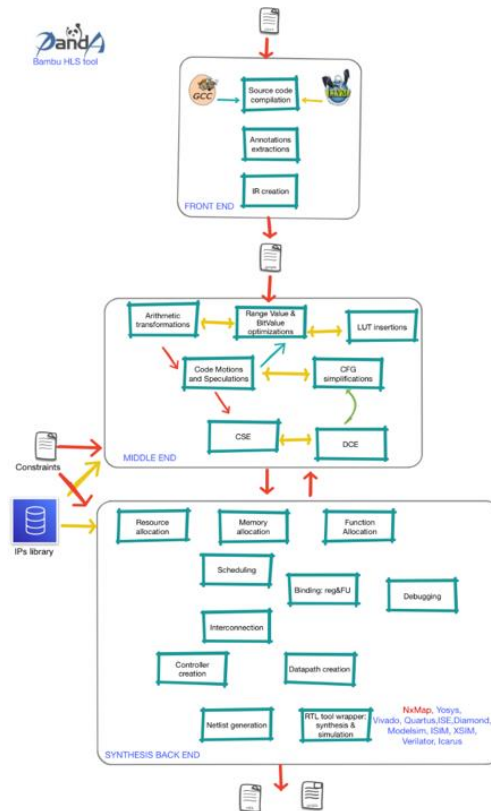 PandA
Bambu HLS tool
GCC
Source code
compilation
Annotations
extractions
IR creation
FRONT END
Arithmetic
transformations
Range Value &
BitValue
optimizations
LUT insertions
Code Motions
and Speculations
CFG
simplifications
CSE
DCE
MIDDLE END
Constraints
IPs library
Resource
allocation
Memory
allocation
Function
Allocation
Scheduling
Binding: reg&FU
Debugging
Interconnection
Controller
creation
Datapath creation
Netlist generation
RTL tool wrapper:
synthesis &
simulation
NxMap, Yosys,
Vivado, Quartus,ISE,Diamond,
Modelsim, ISIM, XSIM,
Verilator, Icarus
SYNTHESIS BACK END